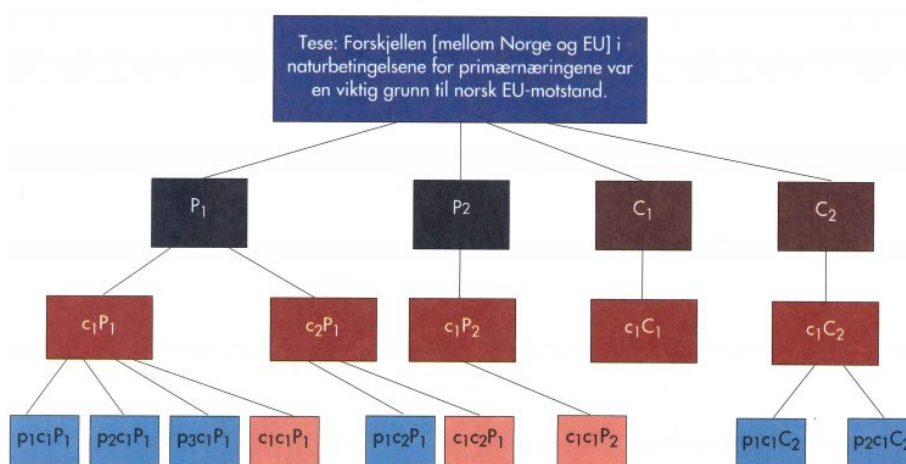 Tese: Forskjellen [mellom Norge og EU] i
naturbetingelsene for primærnæringene var
en viktig grunn til norsk EU-motstand.
P₁ P₂ C₁ C₂
c₁P₁ c₂P₁ c₁P₂ c₁C₁ c₁C₂
p₁c₁P₁ p₂c₁P₁ p₃c₁P₁ c₁c₁P₁ p₁c₂P₁ c₁c₂P₁ c₁c₁P₂ p₁c₁C₂ p₂c₁C₂